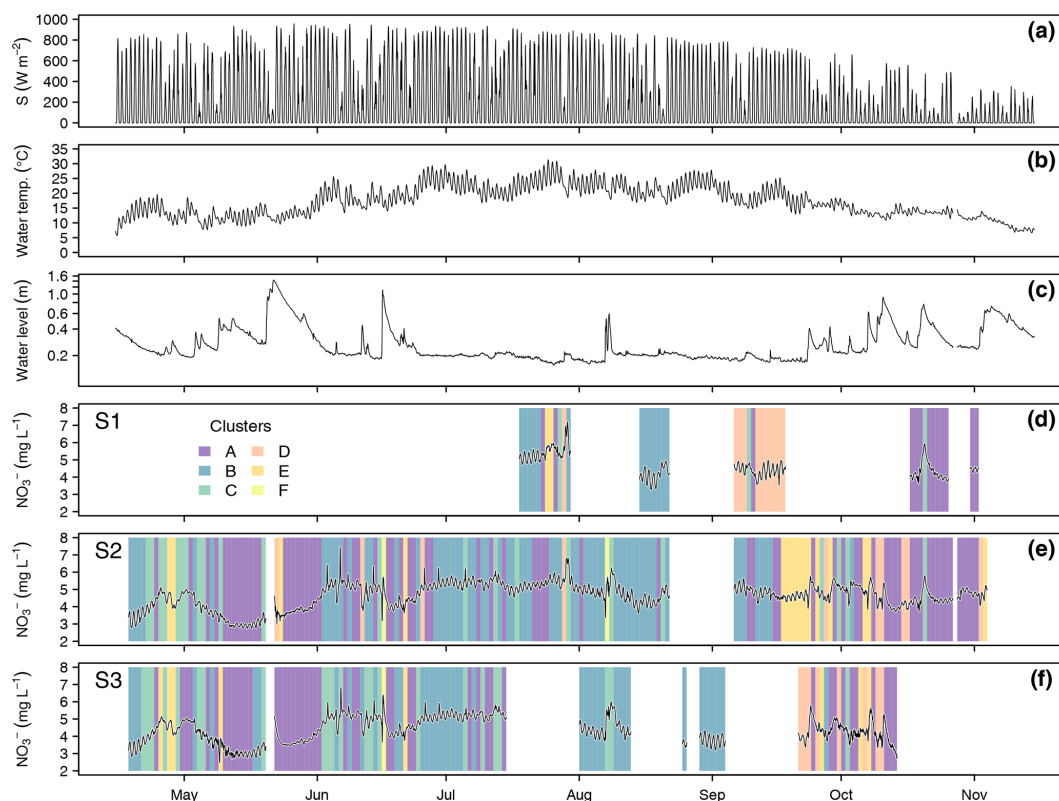 1000
800
600
400
200
0
S (W m⁻²)
(a)
35
30
25
20
15
10
5
0
Water temp. (°C)
(b)
1.6
1.0
0.6
0.4
0.2
Water level (m)
(c)
8
7
6
5
4
3
2
NO₃⁻ (mg L⁻¹)
S1
Clusters
A D
B E
C F
(d)
8
7
6
5
4
3
2
NO₃⁻ (mg L⁻¹)
S2
(e)
8
7
6
5
4
3
2
NO₃⁻ (mg L⁻¹)
S3
(f)
May Jun Jul Aug Sep Oct Nov